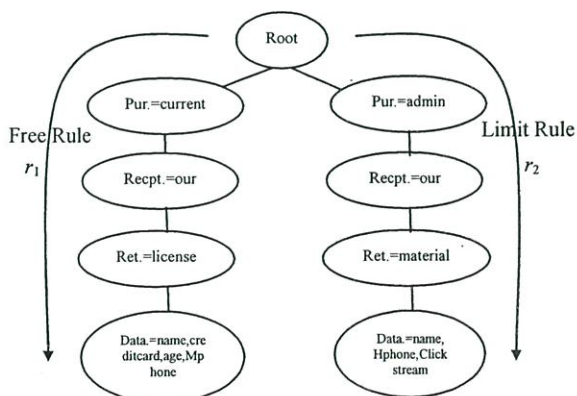 Root
Pur.=current
Pur.=admin
Free Rule
r1
Limit Rule
r2
Recpt.=our
Recpt.=our
Ret.=license
Ret.=material
Data.=name,cre
ditcard,age,Mp
hone
Data.=name,
Hphone,Click
stream